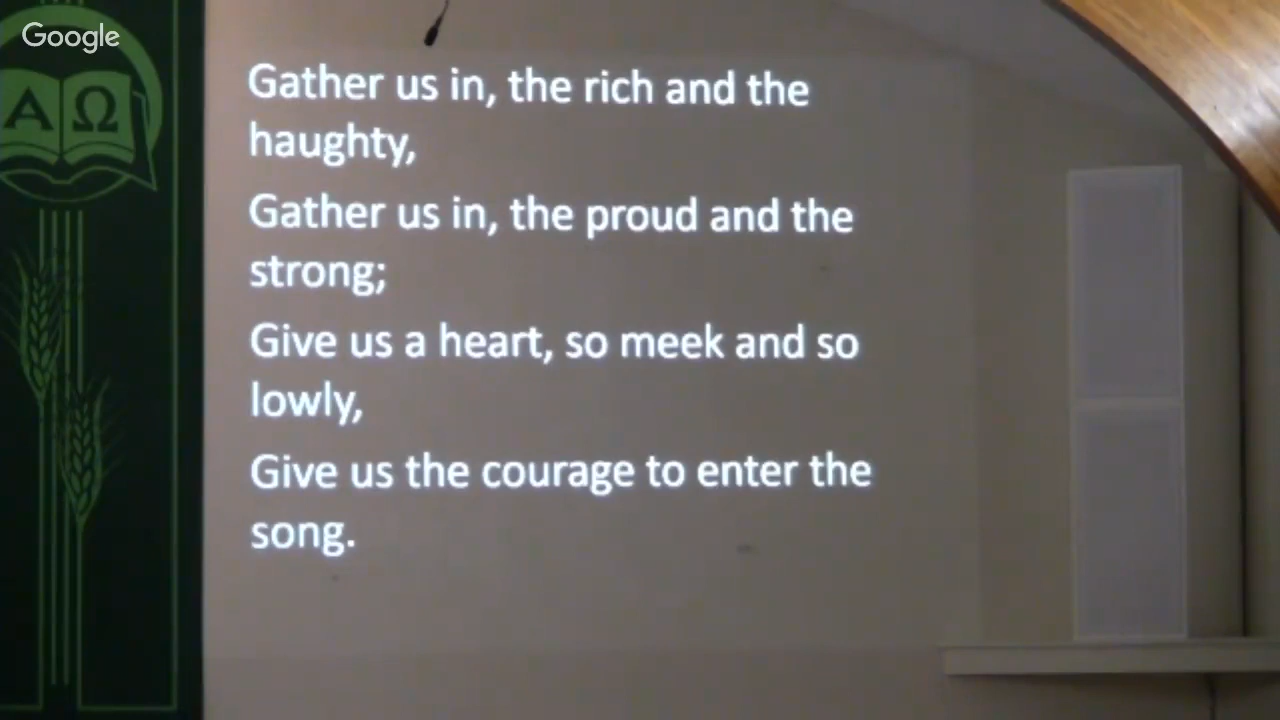 Google
Gather us in, the rich and the
haughty,
Gather us in, the proud and the
strong;
Give us a heart, so meek and so
lowly,
Give us the courage to enter the
song.
Α Ω